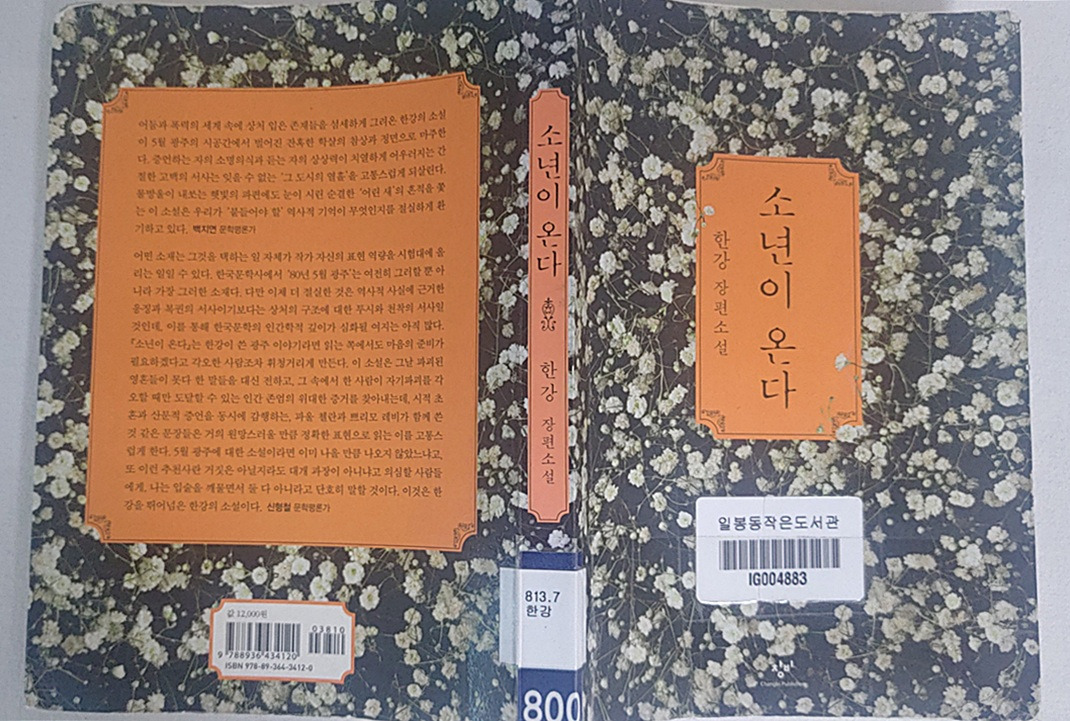 어둠과 폭력의 세계 속에 상처 입은 존재들을 섬세하게 그려온 한강의 소설
이 5월 광주의 시공간에서 벌어진 잔혹한 학살의 참상과 정면으로 마주한
다. 증언하는 자의 소명의식과 듣는 자의 상상력이 치열하게 어우러지는 간
절한 고백의 서사는 잊을 수 없는 '그 도시의 열흘'을 고통스럽게 되살린다.
물방울이 내쏘는 햇빛의 파편에도 눈이 시린 순결한 '어린 새'의 흔적을 좇
는 이 소설은 우리가 '붙들어야 할' 역사적 기억이 무엇인지를 절실하게 환
기하고 있다. 백지연 문학평론가
어떤 소재는 그것을 택하는 일 자체가 작가 자신의 표현 역량을 시험대에 올
리는 일일 수 있다. 한국문학사에서 '80년 5월 광주'는 여전히 그러할 뿐 아
니라 가장 그러한 소재다. 다만 이제 더 절실한 것은 역사적 사실에 근거한
응징과 복권의 서사이기보다는 상처의 구조에 대한 투시와 천착의 서사일
것인데, 이를 통해 한국문학의 인간학적 깊이가 심화될 여지는 아직 많다.
『소년이 온다』는 한강이 쓴 광주 이야기라면 읽는 쪽에서도 마음의 준비가
필요하겠다고 각오한 사람조차 휘청거리게 만든다. 이 소설은 그날 파괴된
영혼들이 못다 한 말들을 대신 전하고, 그 속에서 한 사람이 자기파괴를 각
오할 때만 도달할 수 있는 인간 존엄의 위대한 증거를 찾아내는데, 시적 초
혼과 산문적 증언을 동시에 감행하는, 파울 첼란과 쁘리모 레비가 함께 쓴
것 같은 문장들은 거의 원망스러울 만큼 정확한 표현으로 읽는 이를 고통스
럽게 한다. 5월 광주에 대한 소설이라면 이미 나올 만큼 나오지 않았느냐고,
또 이런 추천사란 거짓은 아닐지라도 대개 과장이 아니냐고 의심할 사람들
에게, 나는 입술을 깨물면서 둘 다 아니라고 단호히 말할 것이다. 이것은 한
강을 뛰어넘은 한강의 소설이다. 신형철 문학평론가
값 12,000원
03810
9 788936 434120
ISBN 978-89-364-3412-0
소년이 온다
한강 장편소설
813.7
한강
800
소년이 온다
한강 장편소설
일봉동작은도서관
IG004883
창비
Changbi Publishers